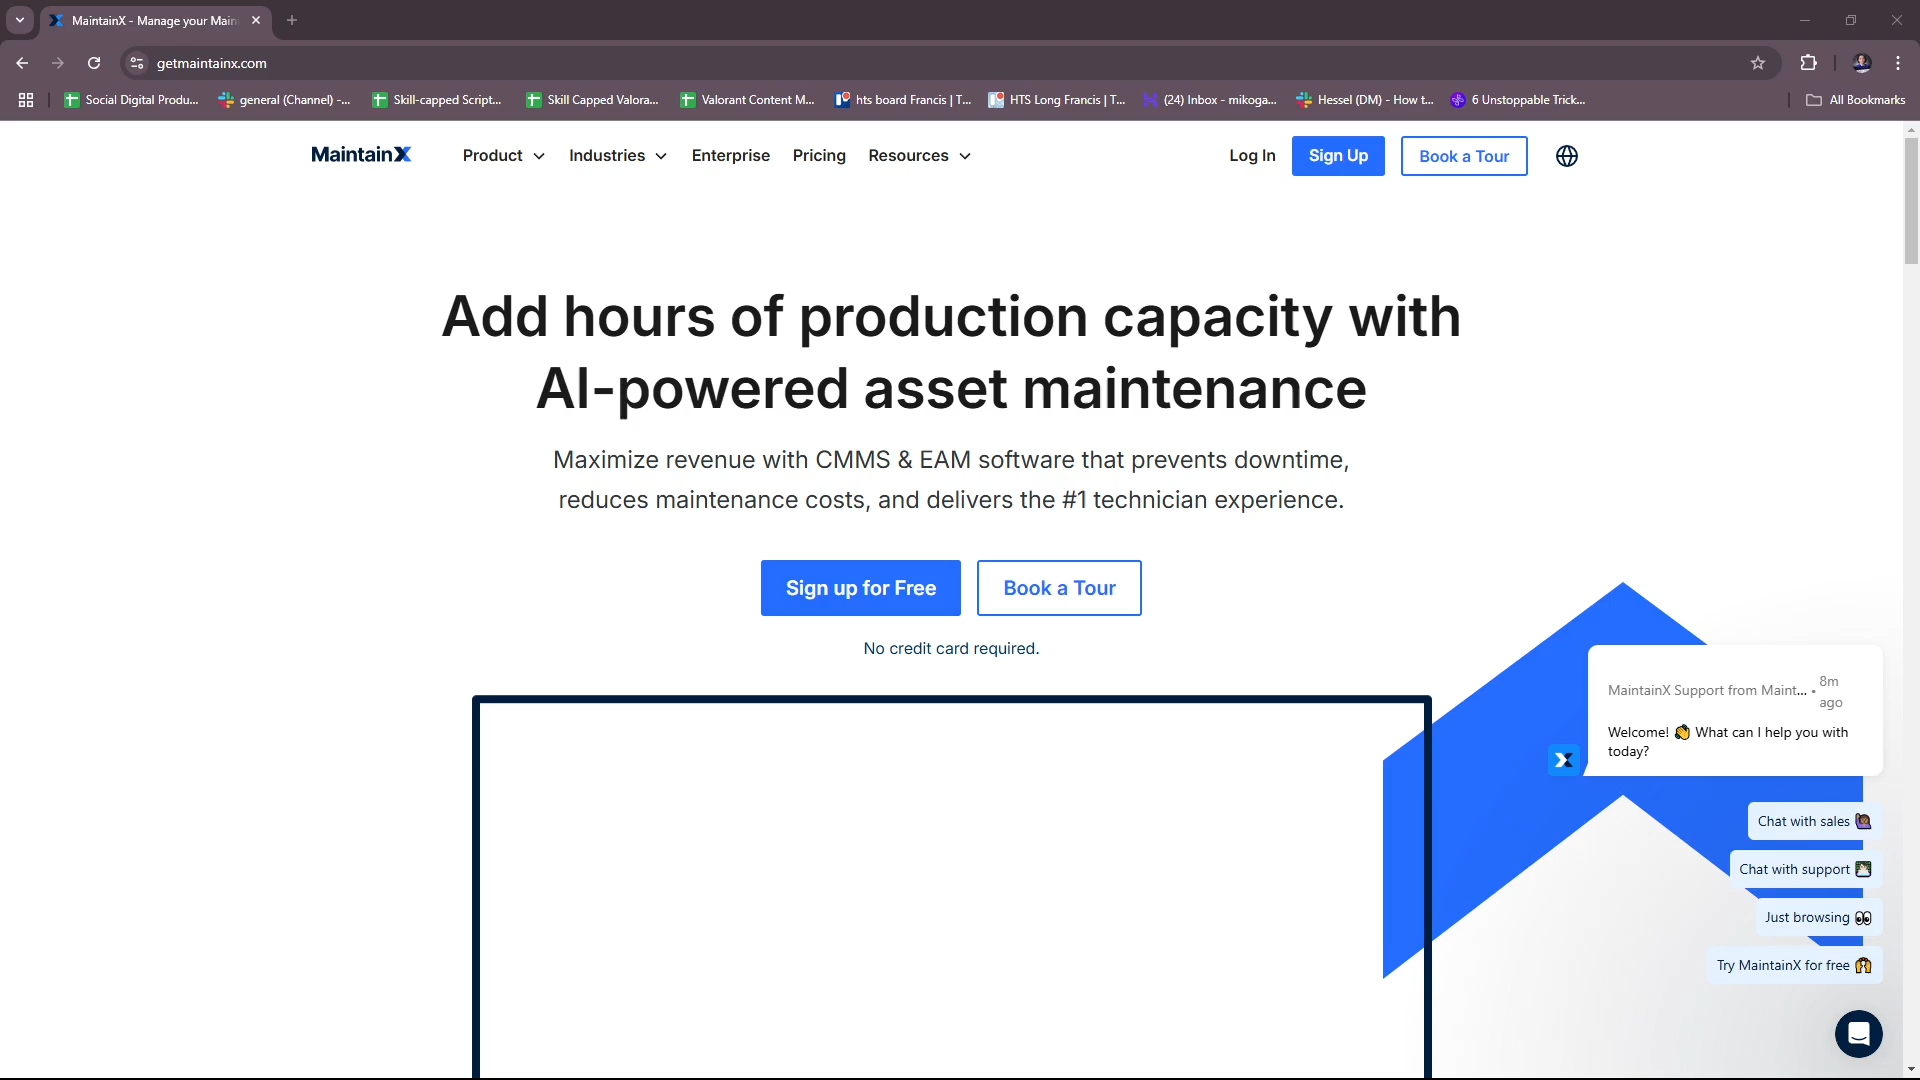 MaintainX - Manage your Main
getmaintainx.com
Social Digital Produ...
general (Channel) -...
Skill-capped Script...
Skill Capped Valora...
Valorant Content M...
hts board Francis | T...
HTS Long Francis | T...
(24) Inbox - mikoga...
Hessel (DM) - How t...
6 Unstoppable Trick...
All Bookmarks
MaintainX
Product
Industries
Enterprise
Pricing
Resources
Log In
Sign Up
Book a Tour
Add hours of production capacity with
AI-powered asset maintenance
Maximize revenue with CMMS & EAM software that prevents downtime,
reduces maintenance costs, and delivers the #1 technician experience.
Sign up for Free
Book a Tour
No credit card required.
MaintainX Support from Maint... • 8m ago
Welcome! 👋 What can I help you with
today?
Chat with sales 🙋🏾‍♀️
Chat with support 👩🏻‍💻
Just browsing 👀
Try MaintainX for free 🙌